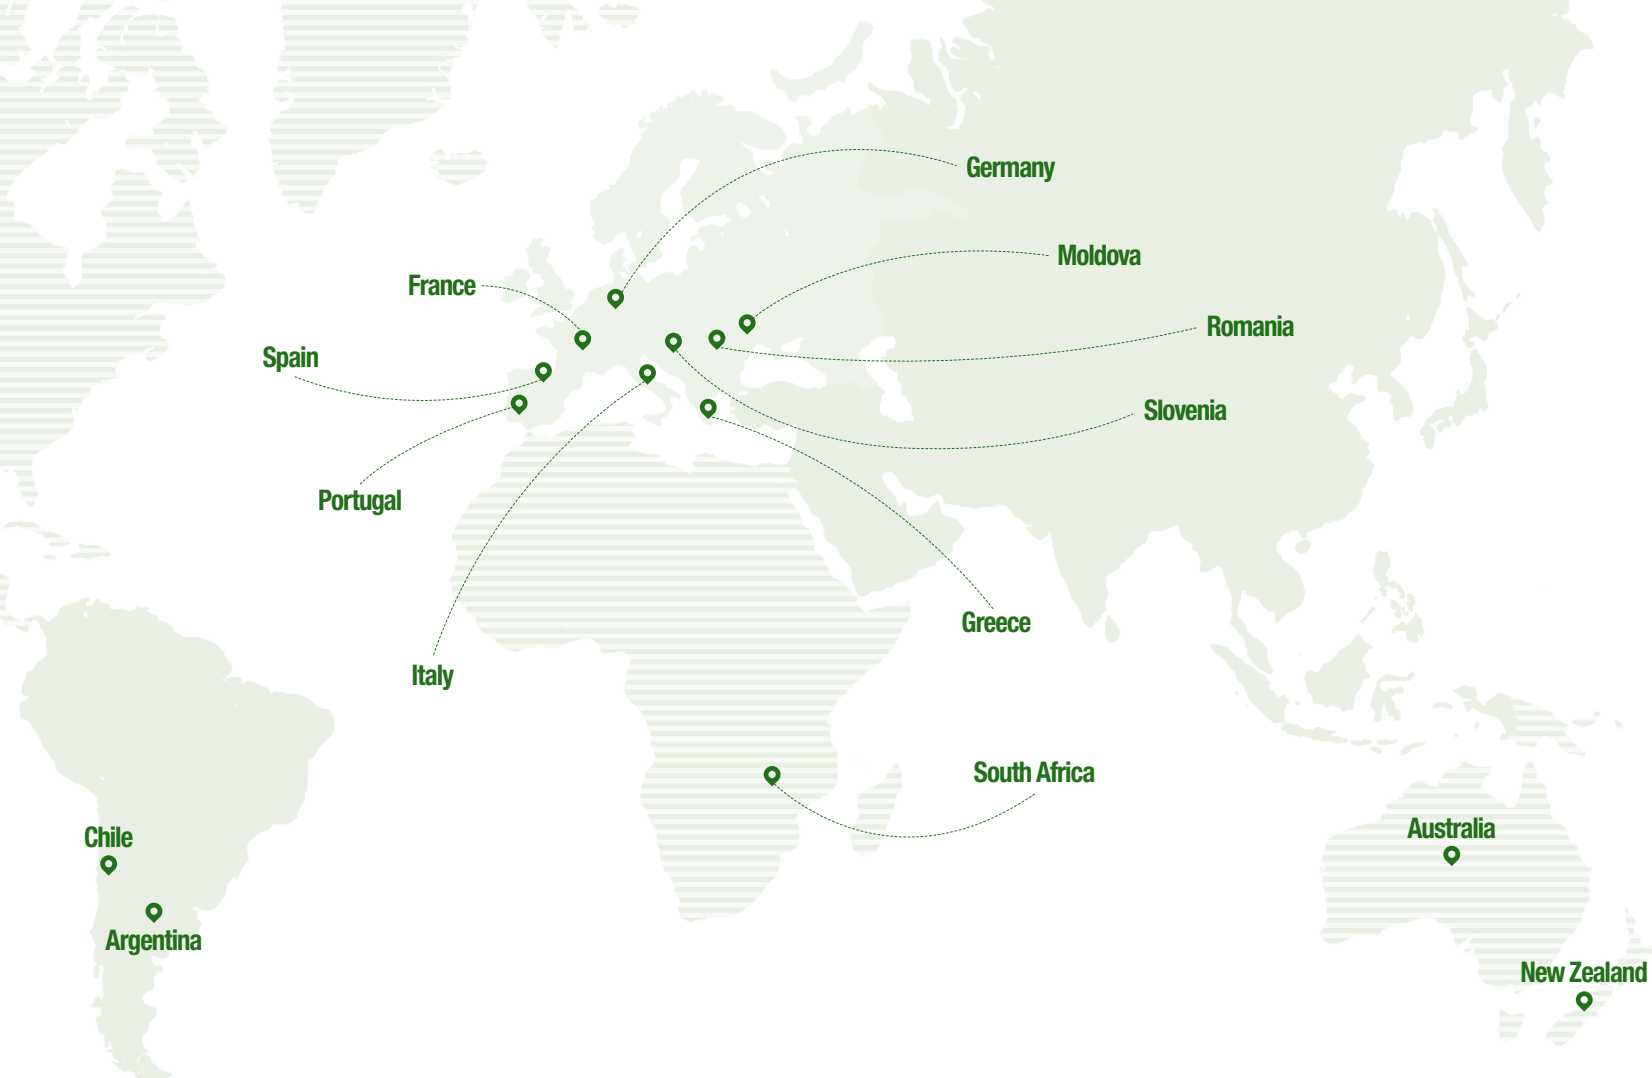 Germany
Moldova
France
Romania
Spain
Slovenia
Portugal
Greece
Italy
South Africa
Australia
Chile
Argentina
New Zealand